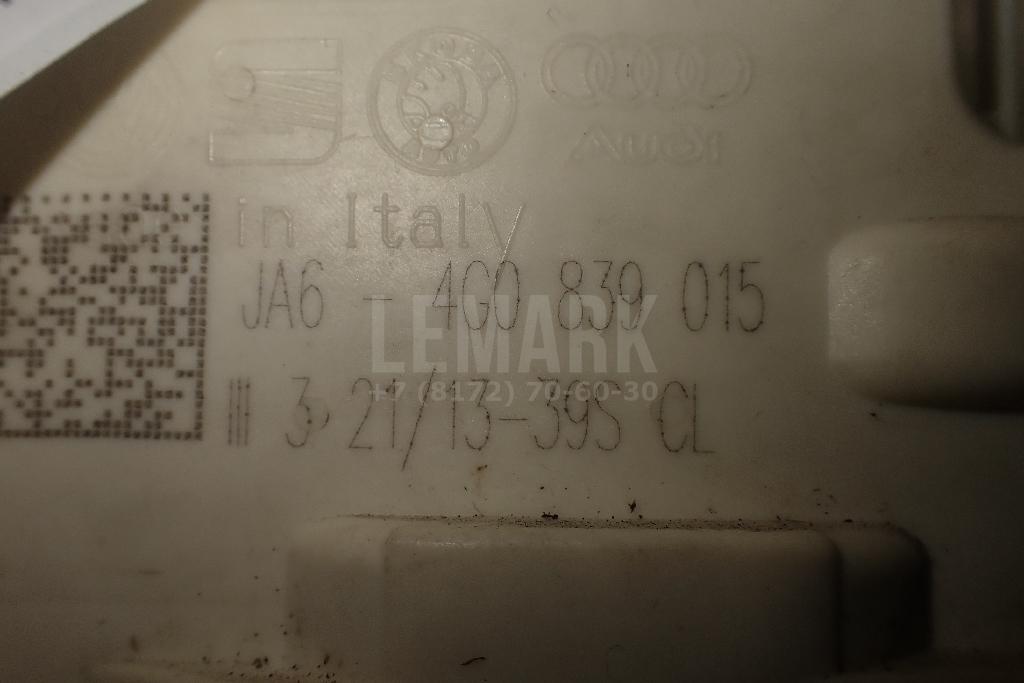 Audi
in Italy
JA6 - 4G0 839 015
LEMARK
+7 (8172) 70-60-30
3 21/13-39S CL